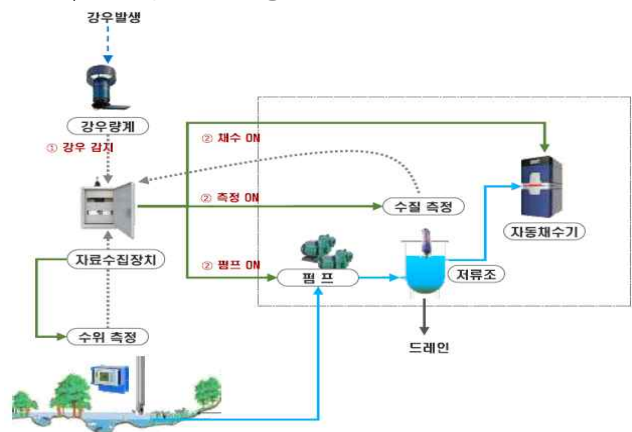 강우발생
강우량계
① 강우 감지
② 채수 ON
② 측정 ON
수질 측정
자동채수기
자료수집장치
② 펌프 ON
펌 프
저류조
수위 측정
드레인